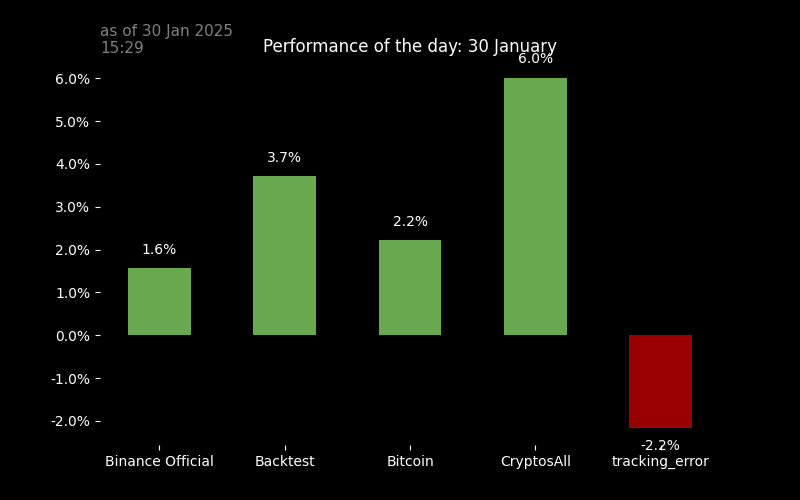 as of 30 Jan 2025
15:29
Performance of the day: 30 January
6.0%
5.0%
4.0%
3.0%
2.0%
1.0%
0.0%
-1.0%
-2.0%
1.6%
3.7%
2.2%
6.0%
-2.2%
Binance Official
Backtest
Bitcoin
CryptosAll
tracking_error